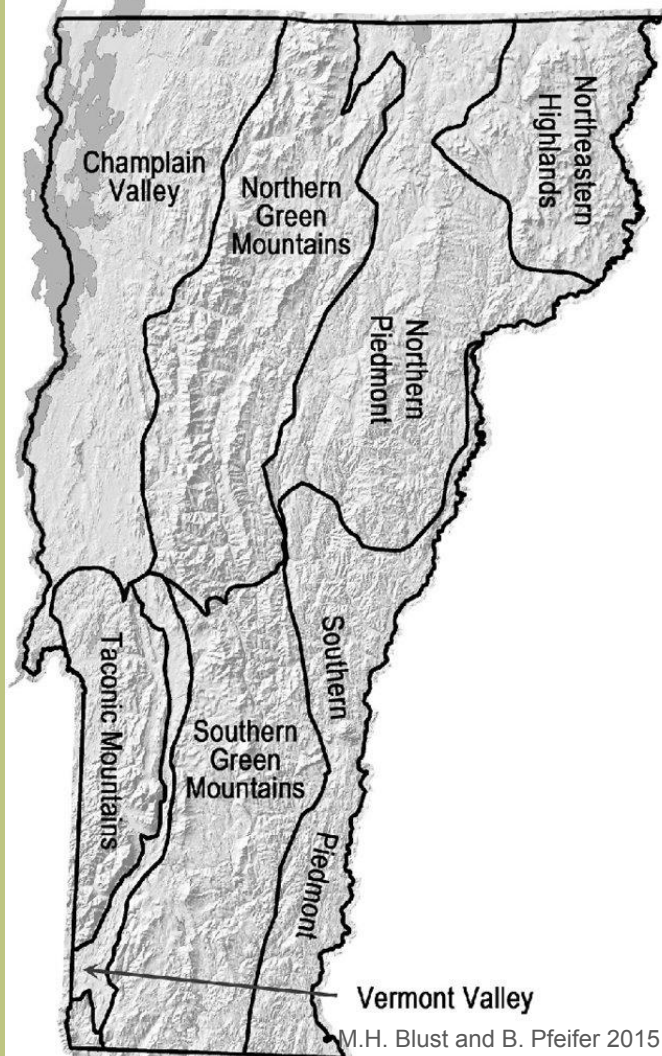 Champlain
Valley
Northern
Green
Mountains
Northeastern
Highlands
Northern
Piedmont
Taconic Mountains
Southern
Green
Mountains
Southern
Piedmont
Vermont Valley
M.H. Blust and B. Pfeifer 2015